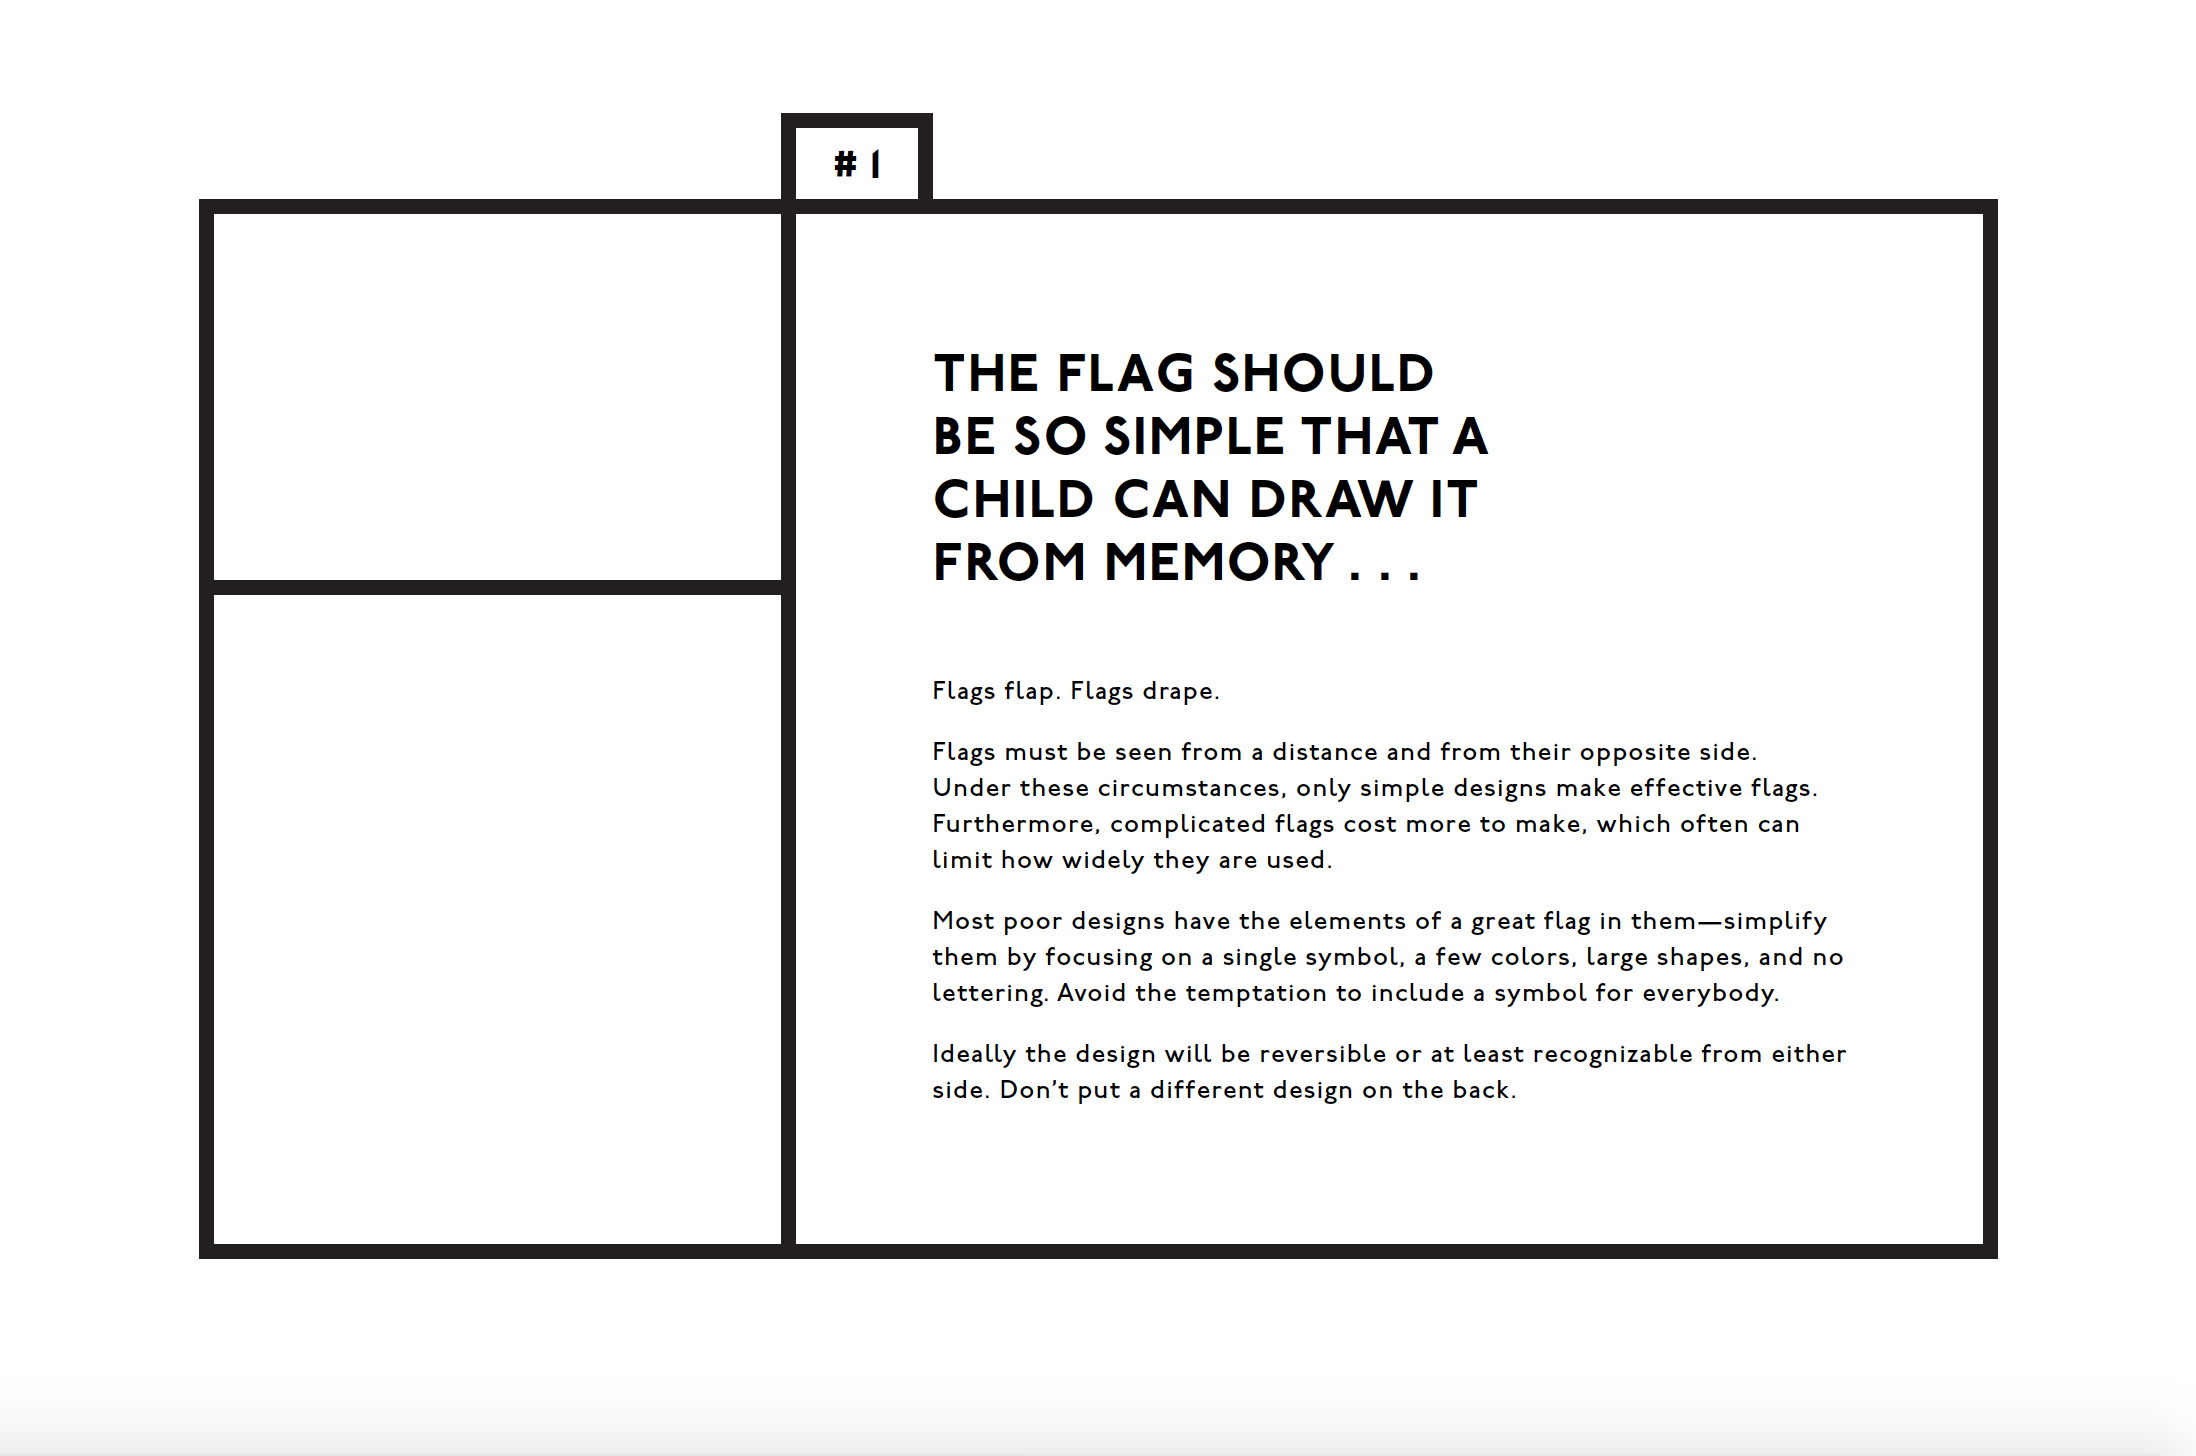 # 1
THE FLAG SHOULD
BE SO SIMPLE THAT A
CHILD CAN DRAW IT
FROM MEMORY . . .
Flags flap. Flags drape.
Flags must be seen from a distance and from their opposite side.
Under these circumstances, only simple designs make effective flags.
Furthermore, complicated flags cost more to make, which often can
limit how widely they are used.
Most poor designs have the elements of a great flag in them—simplify
them by focusing on a single symbol, a few colors, large shapes, and no
lettering. Avoid the temptation to include a symbol for everybody.
Ideally the design will be reversible or at least recognizable from either
side. Don’t put a different design on the back.